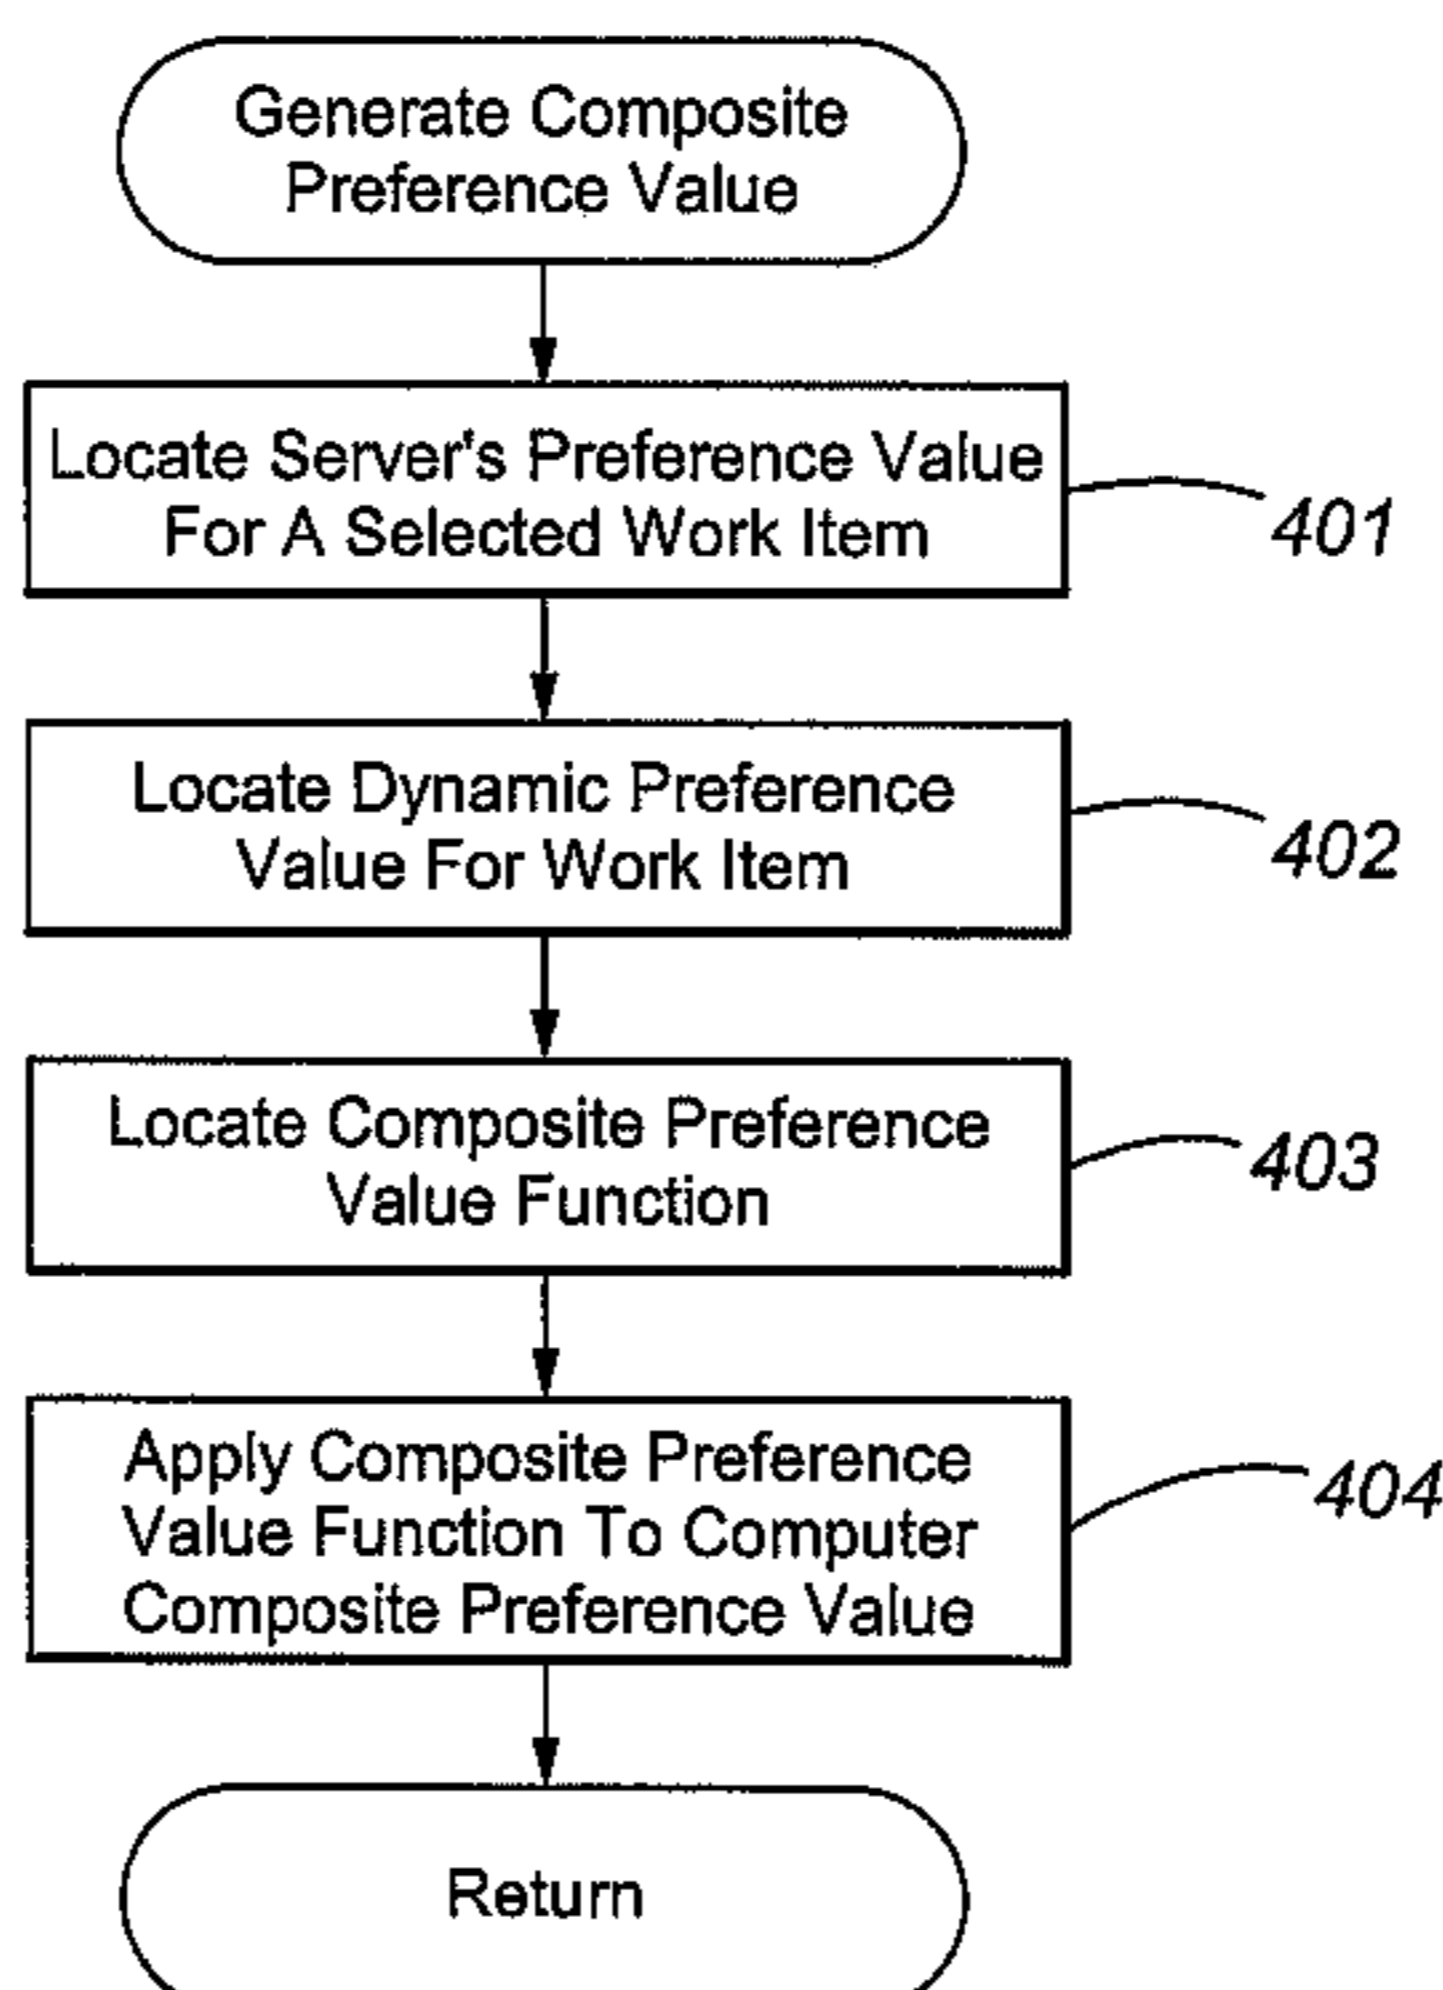 Generate Composite
Preference Value
Locate Server's Preference Value
For A Selected Work Item
401
Locate Dynamic Preference
Value For Work Item
402
Locate Composite Preference
Value Function
403
Apply Composite Preference
Value Function To Computer
Composite Preference Value
404
Return